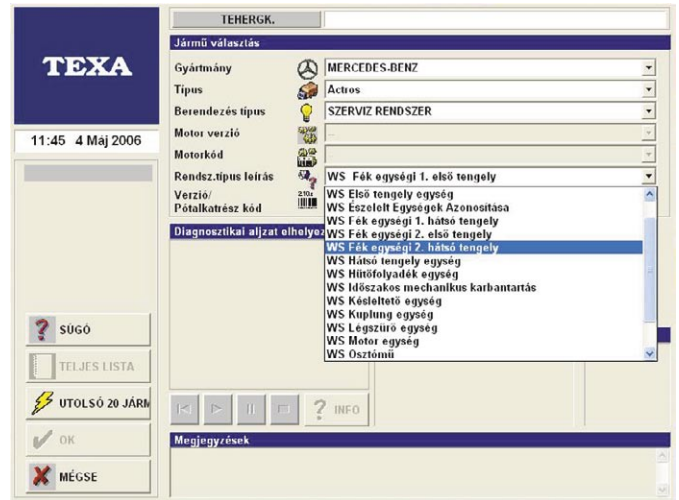 TEHERGK.
TEXA
Jármű választás
Gyártmány MERCEDES-BENZ
Típus Actros
Berendezés típus SZERVIZ RENDSZER
11:45 4 Máj 2006
Motor verzió ...
Motorkód
Rendsz.típus leírás WS Fék egységi 1. első tengely
Verzió/
Pótalkatrész kód
WS Első tengely egység
WS Észelelt Egységek Azonosítása
WS Fék egységi 1. hátsó tengely
WS Fék egységi 2. első tengely
WS Fék egységi 2. hátsó tengely
WS Hátsó tengely egység
WS Hűtőfolyadék egység
WS Időszakos mechanikus karbantartás
WS Késleltető egység
WS Kuplung egység
WS Légszűrő egység
WS Motor egység
WS Osztómű
Diagnosztikai aljzat elhelyez
SÚGÓ
TELJES LISTA
UTOLSÓ 20 JÁRM
OK
MÉGSE
? INFO
Megjegyzések